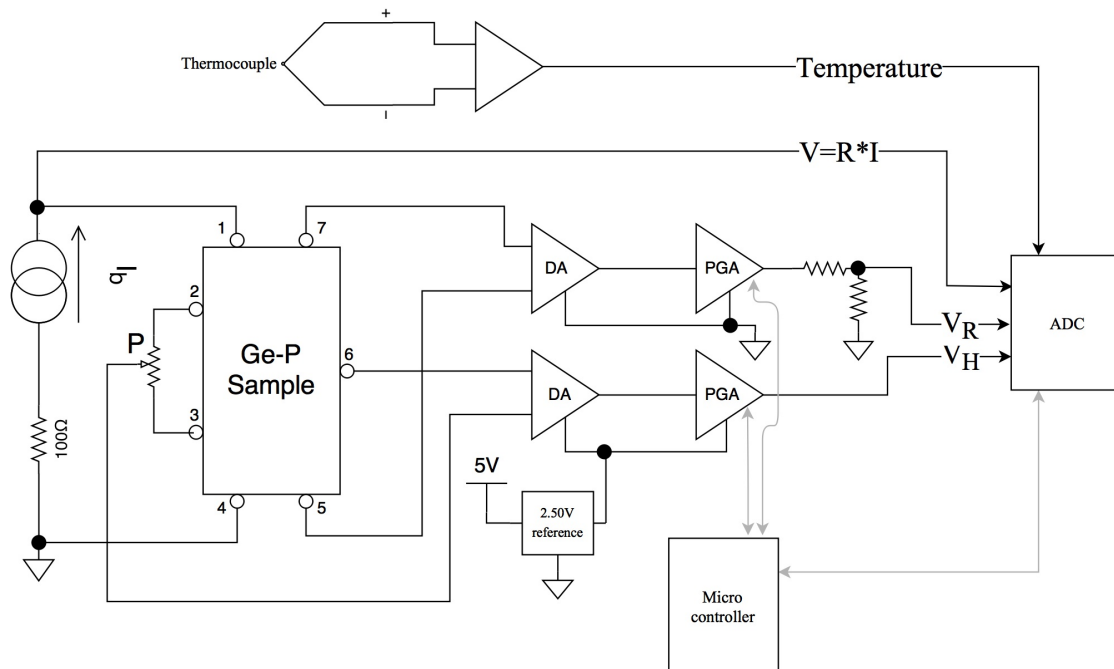 +
Thermocouple
−
Temperature
V=R*I
1
7
I_q
2
P
3
Ge-P
Sample
6
4
5
100Ω
DA
PGA
V_R
ADC
V_H
DA
PGA
5V
2.50V
reference
Micro
controller